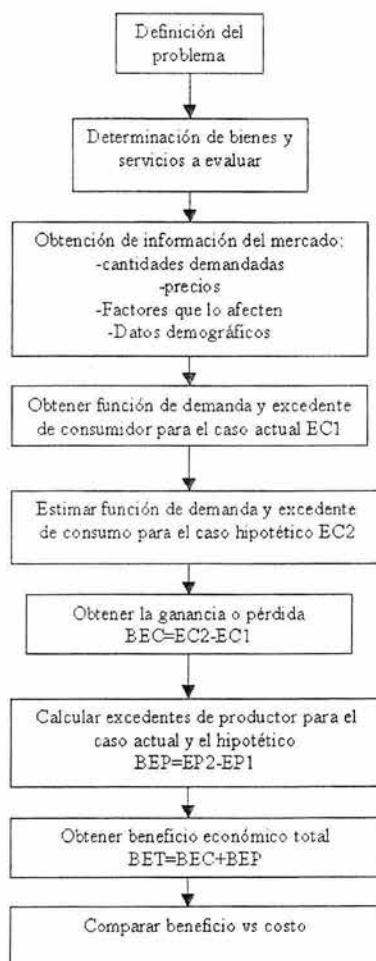 Definición del
problema
Determinación de bienes y
servicios a evaluar
Obtención de información del mercado:
-cantidades demandadas
-precios
-Factores que lo afecten
-Datos demográficos
Obtener función de demanda y excedente
de consumidor para el caso actual EC1
Estimar función de demanda y excedente
de consumo para el caso hipotético EC2
Obtener la ganancia o pérdida
BEC=EC2-EC1
Calcular excedentes de productor para el
caso actual y el hipotético
BEP=EP2-EP1
Obtener beneficio económico total
BET=BEC+BEP
Comparar beneficio vs costo